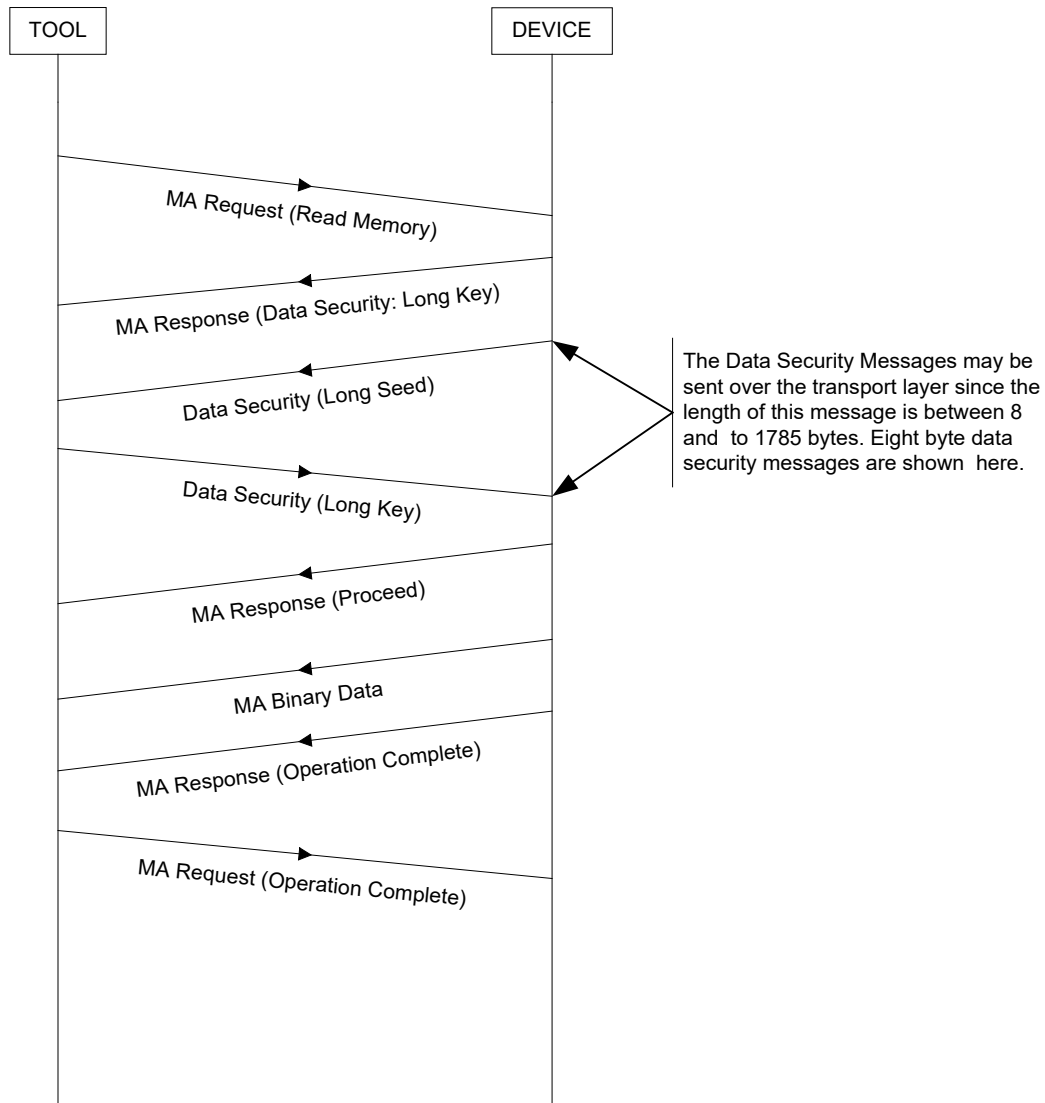 TOOL
DEVICE
MA Request (Read Memory)
MA Response (Data Security: Long Key)
Data Security (Long Seed)
The Data Security Messages may be
sent over the transport layer since the
length of this message is between 8
and  to 1785 bytes. Eight byte data
security messages are shown  here.
Data Security (Long Key)
MA Response (Proceed)
MA Binary Data
MA Response (Operation Complete)
MA Request (Operation Complete)